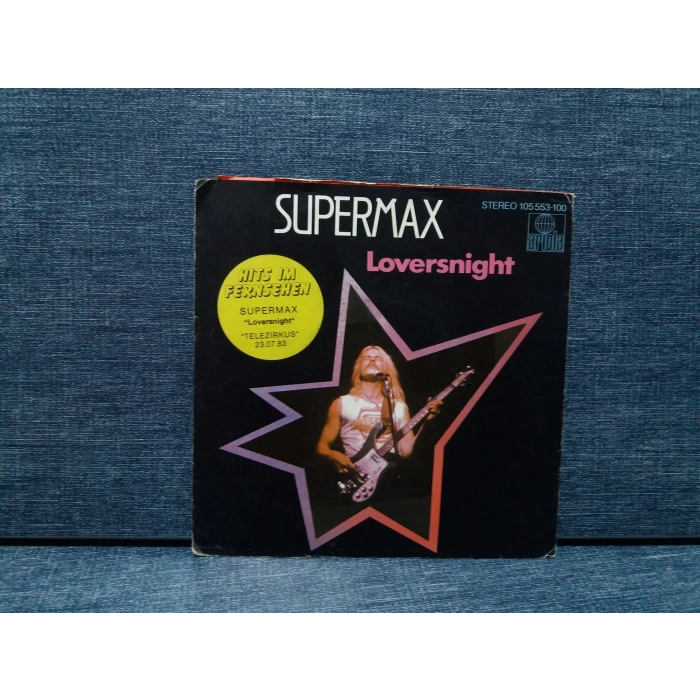 SUPERMAX
STEREO 105 553-100
ariola
Loversnight
HITS IM
FERNSEHEN
SUPERMAX
"Loversnight"
"TELEZIRKUS"
23.07.83